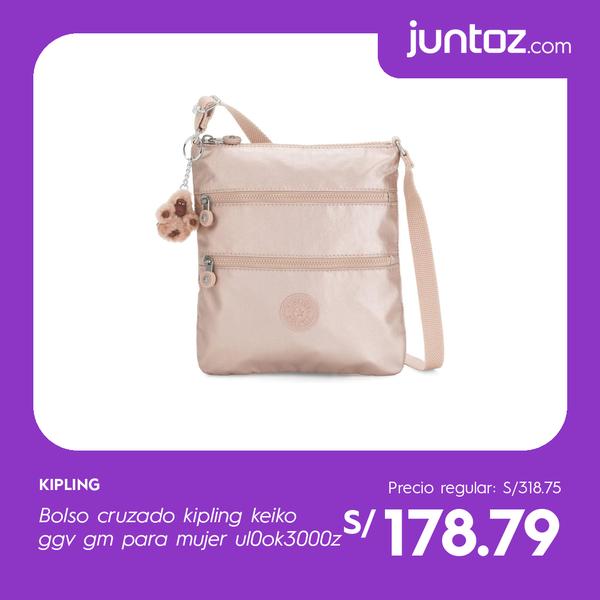 juntoz.com
KIPLING
Bolso cruzado kipling keiko
ggv gm para mujer ul0ok3000z
Precio regular: S/318.75
S/178.79